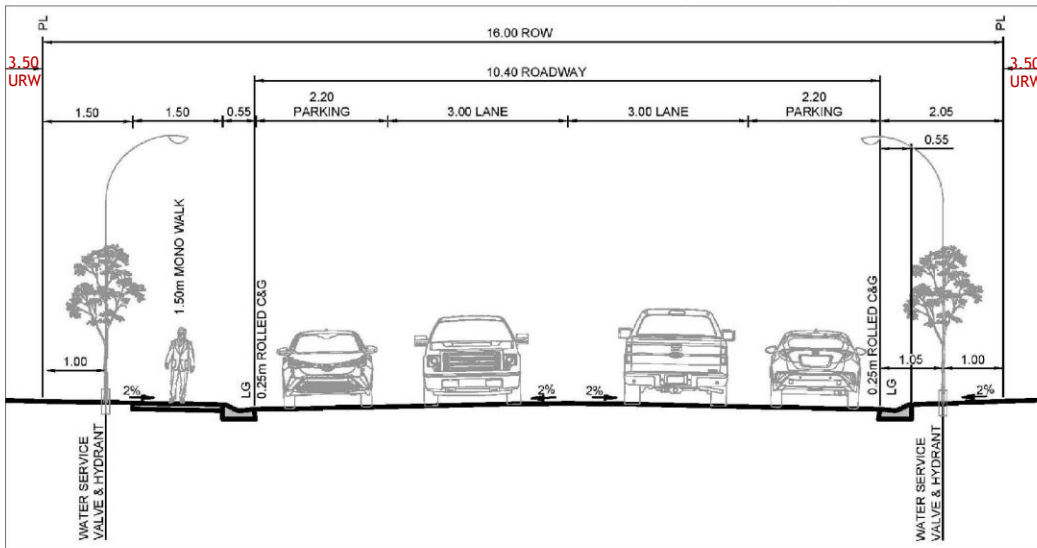 PL
PL
16.00 ROW
3.50
URW
3.50
URW
10.40 ROADWAY
1.50
1.50
0.55
2.20
PARKING
3.00 LANE
3.00 LANE
2.20
PARKING
2.05
0.55
1.50m MONO WALK
0.25m ROLLED C&G
0.25m ROLLED C&G
1.00
2%
LG
2%
2%
LG
1.05
1.00
2%
WATER SERVICE
VALVE & HYDRANT
WATER SERVICE
VALVE & HYDRANT